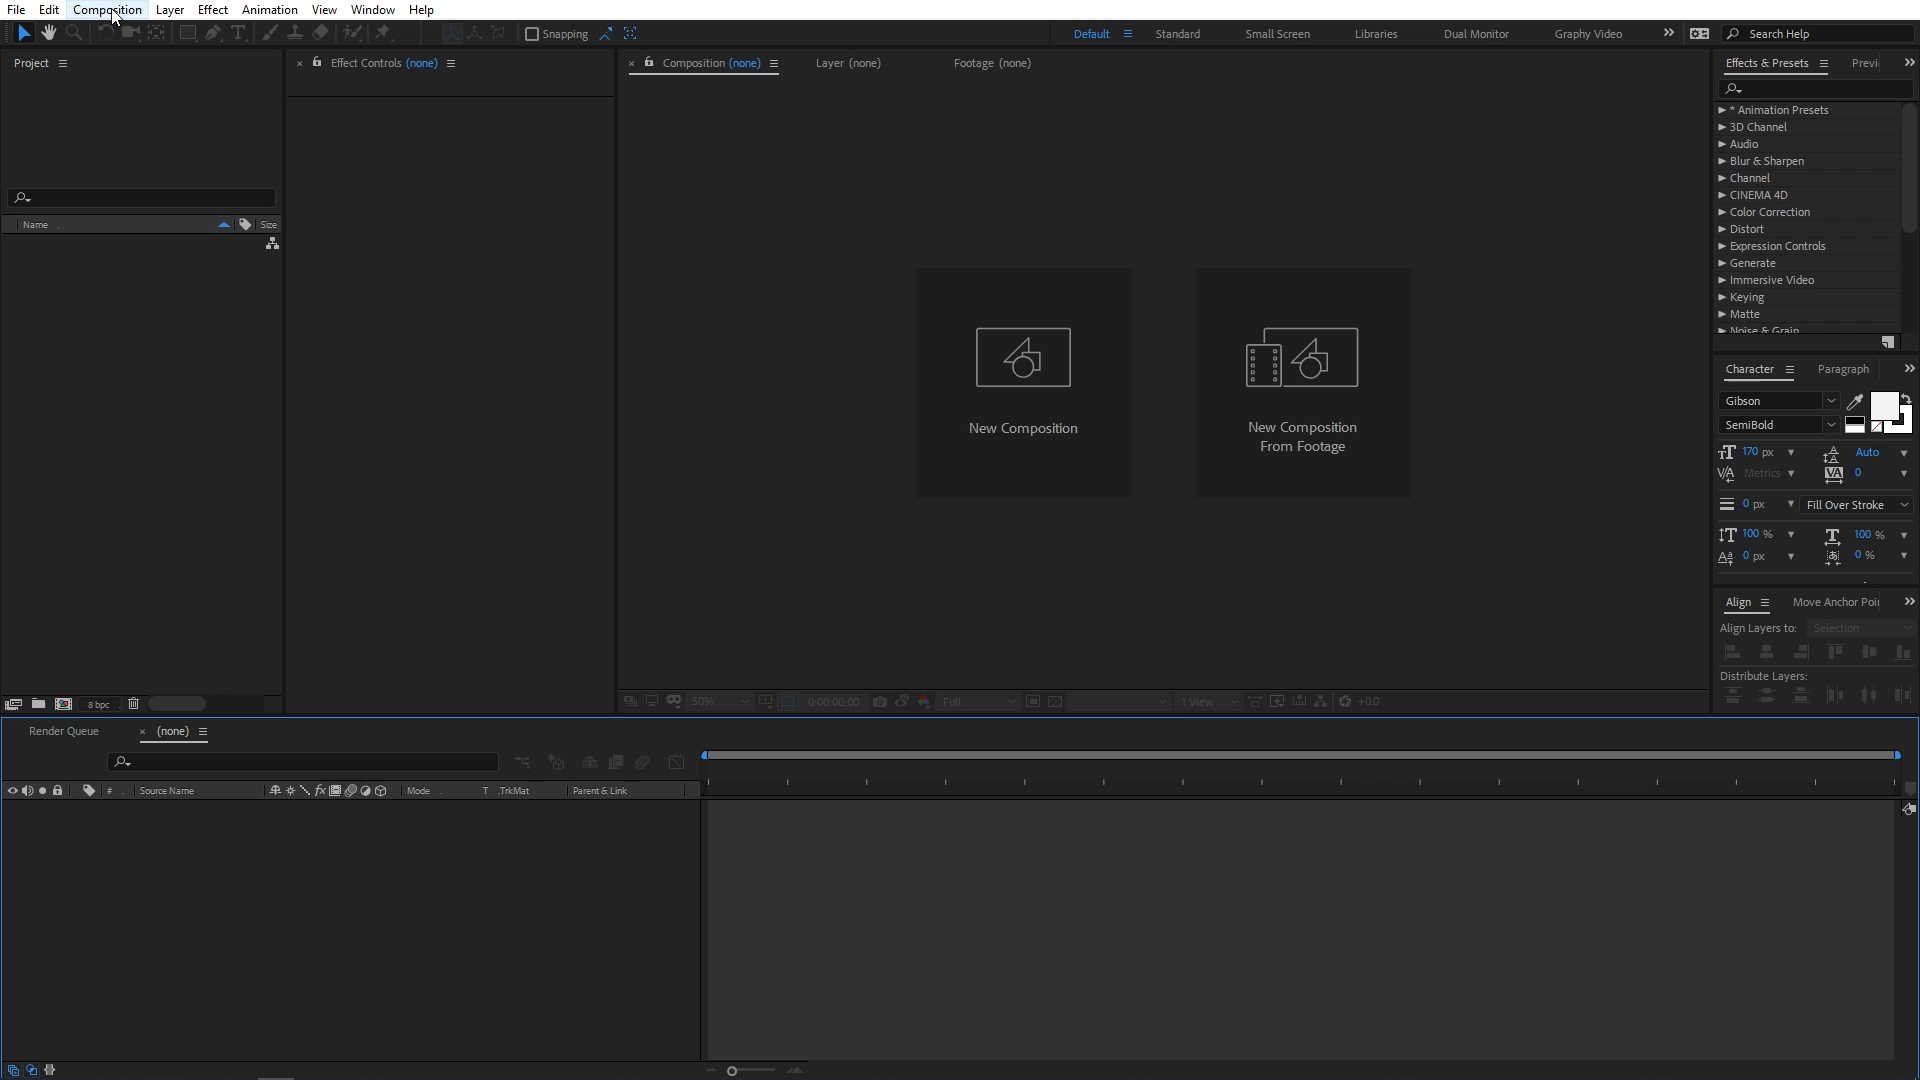 File Edit Composition Layer Effect Animation View Window Help
Snapping
Default Standard Small Screen Libraries Dual Monitor Graphy Video
Search Help
Project
Effect Controls (none)
Composition (none) Layer (none) Footage (none)
Effects & Presets Previ
* Animation Presets
3D Channel
Audio
Blur & Sharpen
Channel
CINEMA 4D
Color Correction
Distort
Expression Controls
Generate
Immersive Video
Keying
Matte
Noise & Grain
Name Size
New Composition
New Composition
From Footage
Character Paragraph
Gibson
SemiBold
170 px Auto
Metrics 0
0 px Fill Over Stroke
100 % 100 %
0 px 0 %
Align Move Anchor Poi
Align Layers to: Selection
Distribute Layers:
8 bpc
50% 0:00:00:00 Full 1 View +0.0
Render Queue (none)
# Source Name fx Mode T .TrkMat Parent & Link